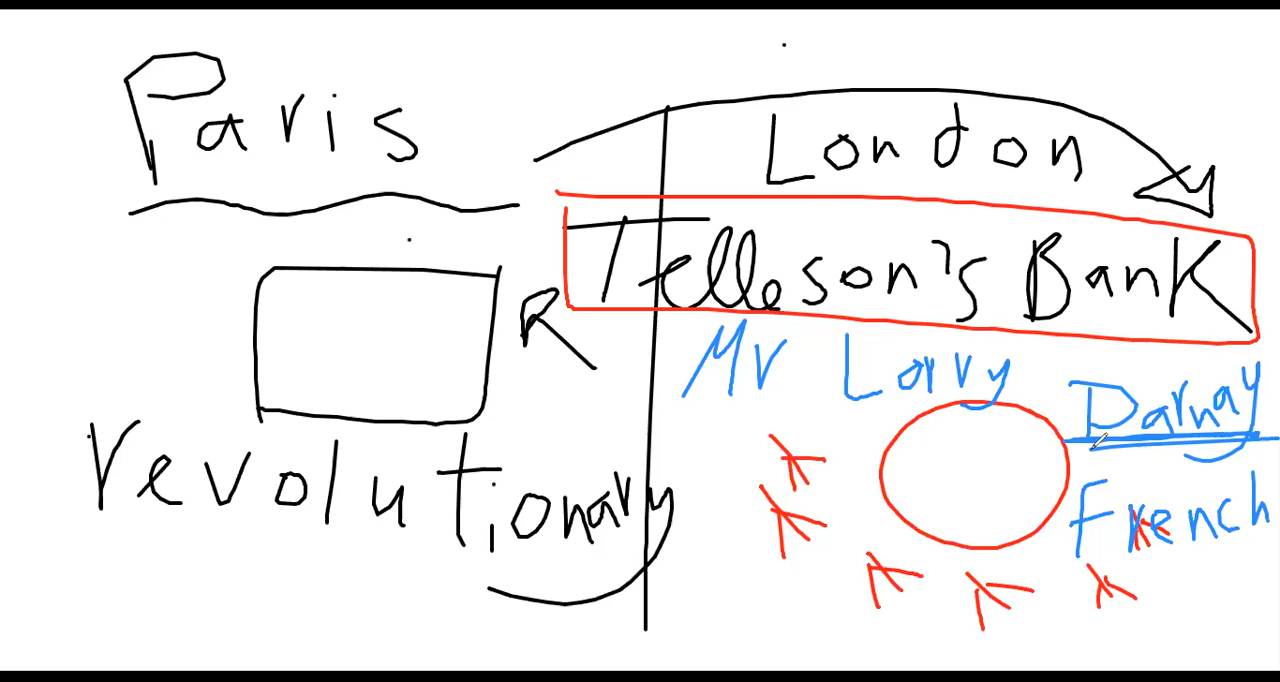 Paris
London
Telleson's Bank
Mr Lorry
Darnay
French
revolutionary